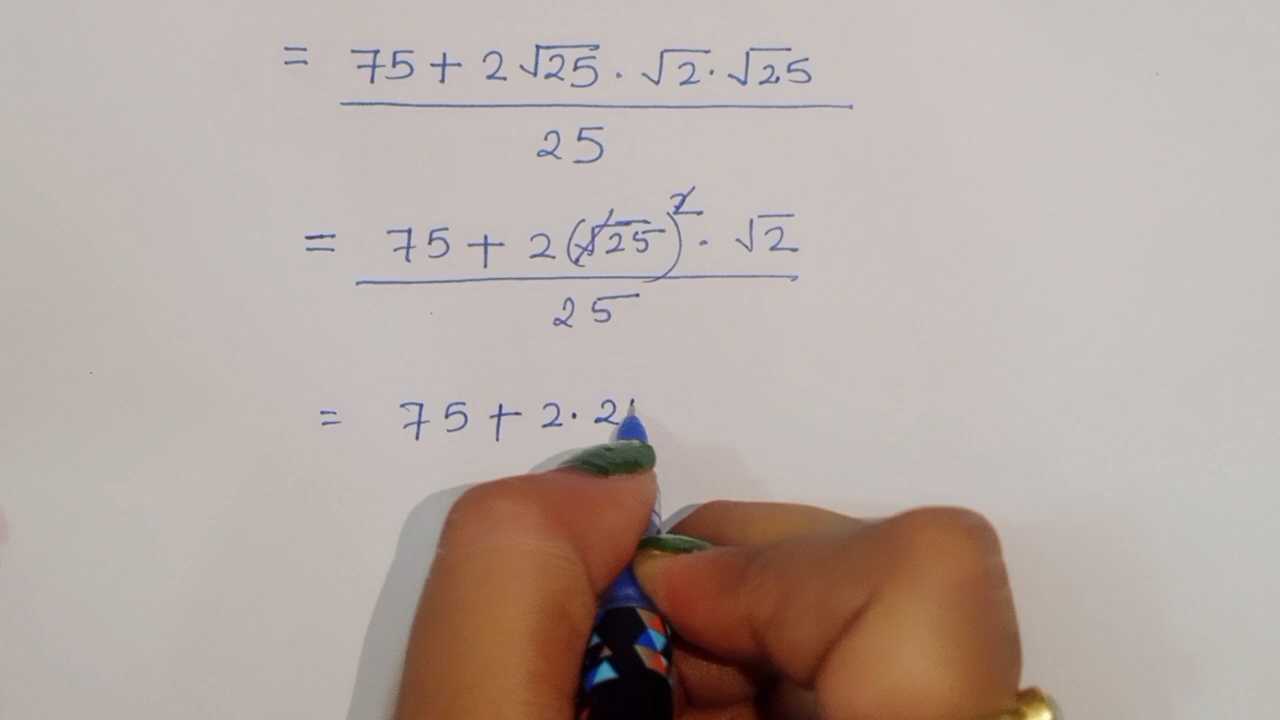 = 75 + 2√25 · √2 · √25
25
= 75 + 2(√25)² · √2
25
= 75 + 2 · 2